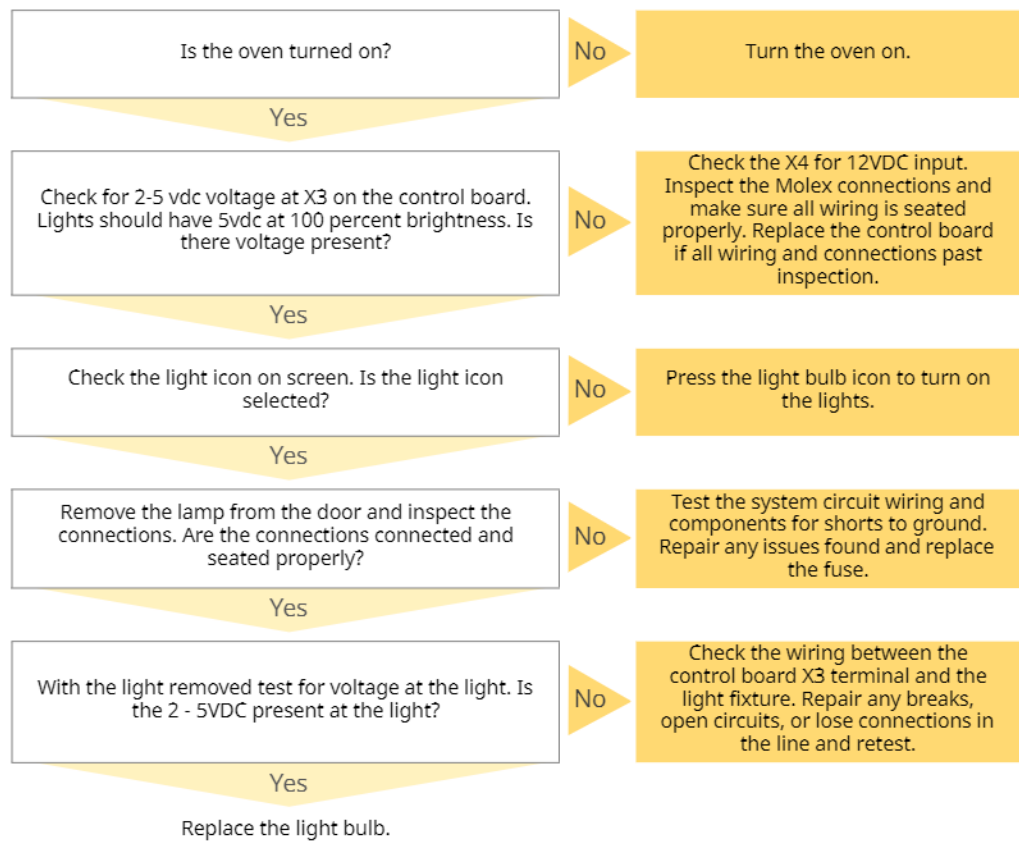 Is the oven turned on?
No
Turn the oven on.
Yes
Check for 2-5 vdc voltage at X3 on the control board.
Lights should have 5vdc at 100 percent brightness. Is
there voltage present?
No
Check the X4 for 12VDC input.
Inspect the Molex connections and
make sure all wiring is seated
properly. Replace the control board
if all wiring and connections past
inspection.
Yes
Check the light icon on screen. Is the light icon
selected?
No
Press the light bulb icon to turn on
the lights.
Yes
Remove the lamp from the door and inspect the
connections. Are the connections connected and
seated properly?
No
Test the system circuit wiring and
components for shorts to ground.
Repair any issues found and replace
the fuse.
Yes
With the light removed test for voltage at the light. Is
the 2 - 5VDC present at the light?
No
Check the wiring between the
control board X3 terminal and the
light fixture. Repair any breaks,
open circuits, or lose connections in
the line and retest.
Yes
Replace the light bulb.